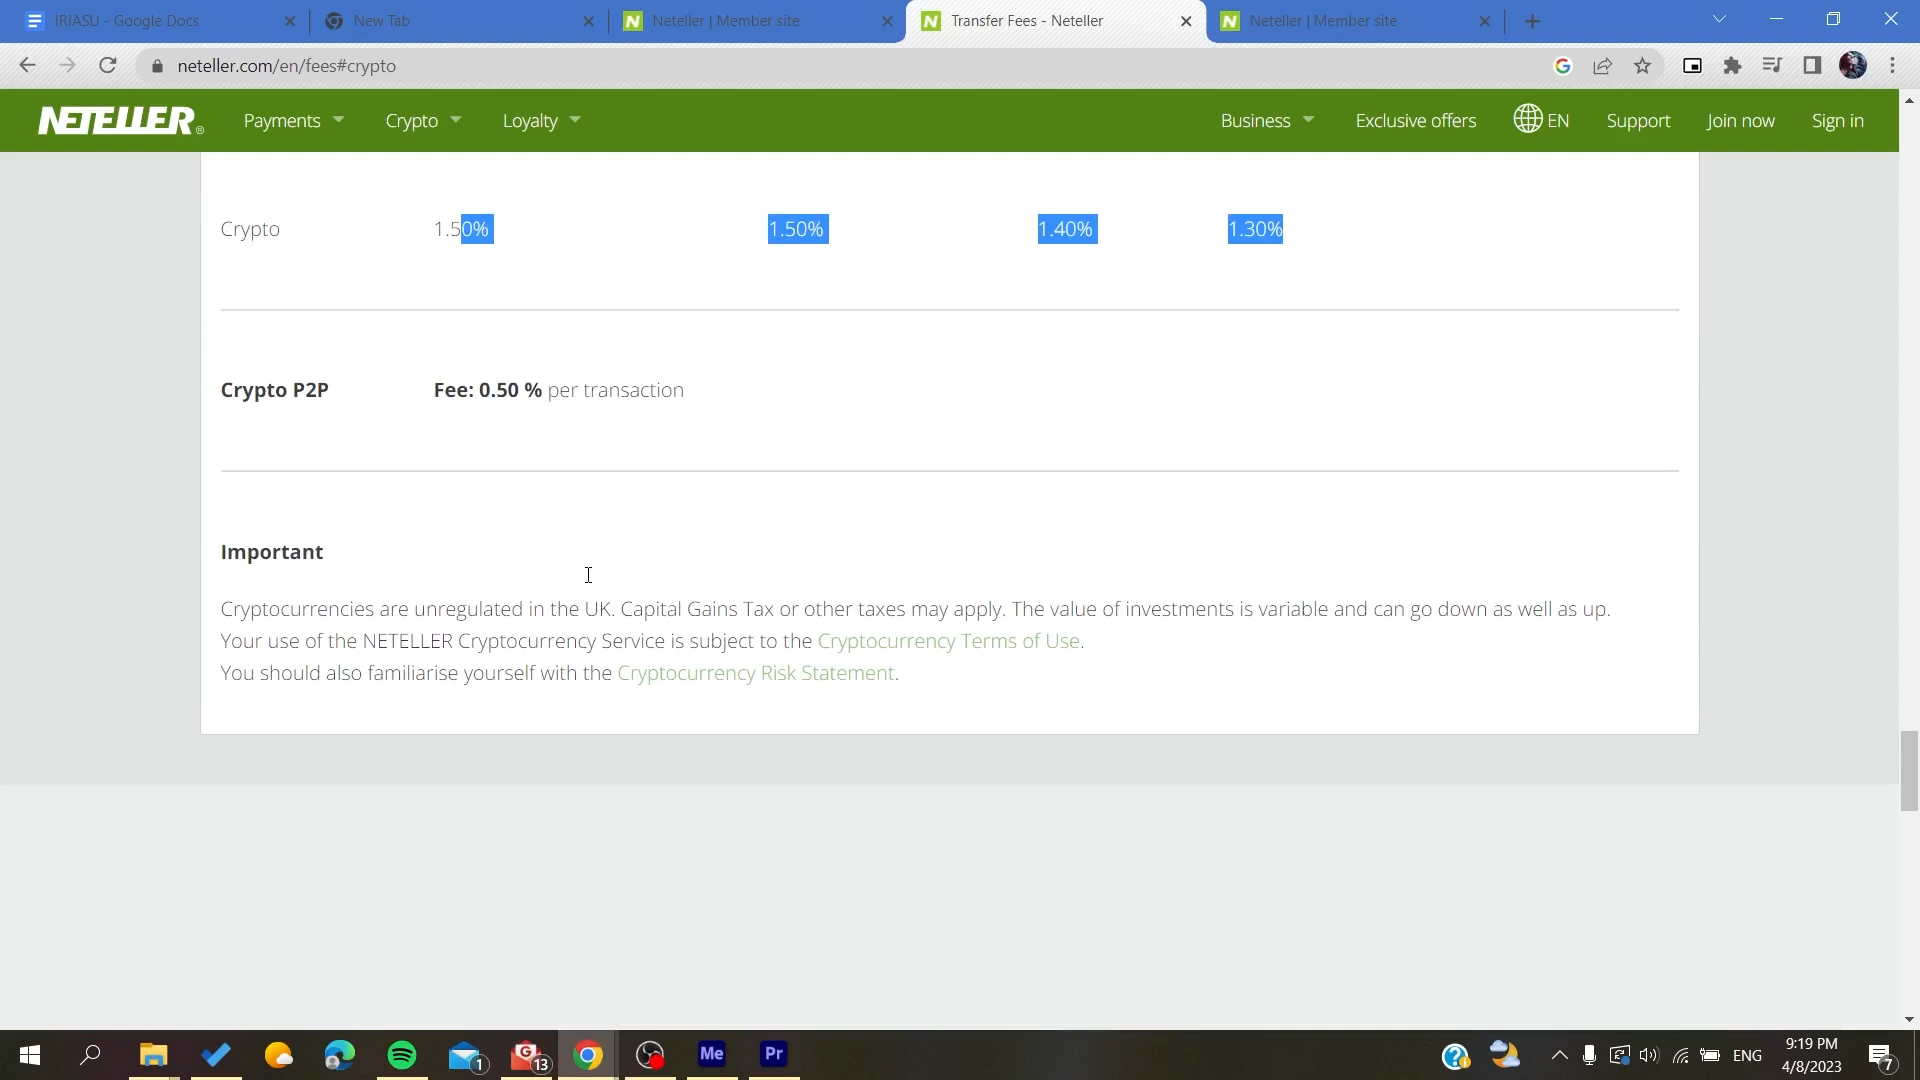 IRIASU - Google Docs
New Tab
Neteller | Member site
Transfer Fees - Neteller
Neteller | Member site
neteller.com/en/fees#crypto
NETELLER®
Payments
Crypto
Loyalty
Business
Exclusive offers
EN
Support
Join now
Sign in
Crypto 1.50% 1.50% 1.40% 1.30%
Crypto P2P Fee: 0.50 % per transaction
Important
Cryptocurrencies are unregulated in the UK. Capital Gains Tax or other taxes may apply. The value of investments is variable and can go down as well as up.
Your use of the NETELLER Cryptocurrency Service is subject to the Cryptocurrency Terms of Use.
You should also familiarise yourself with the Cryptocurrency Risk Statement.
1
G
13
Me
Pr
ENG
9:19 PM
4/8/2023
7